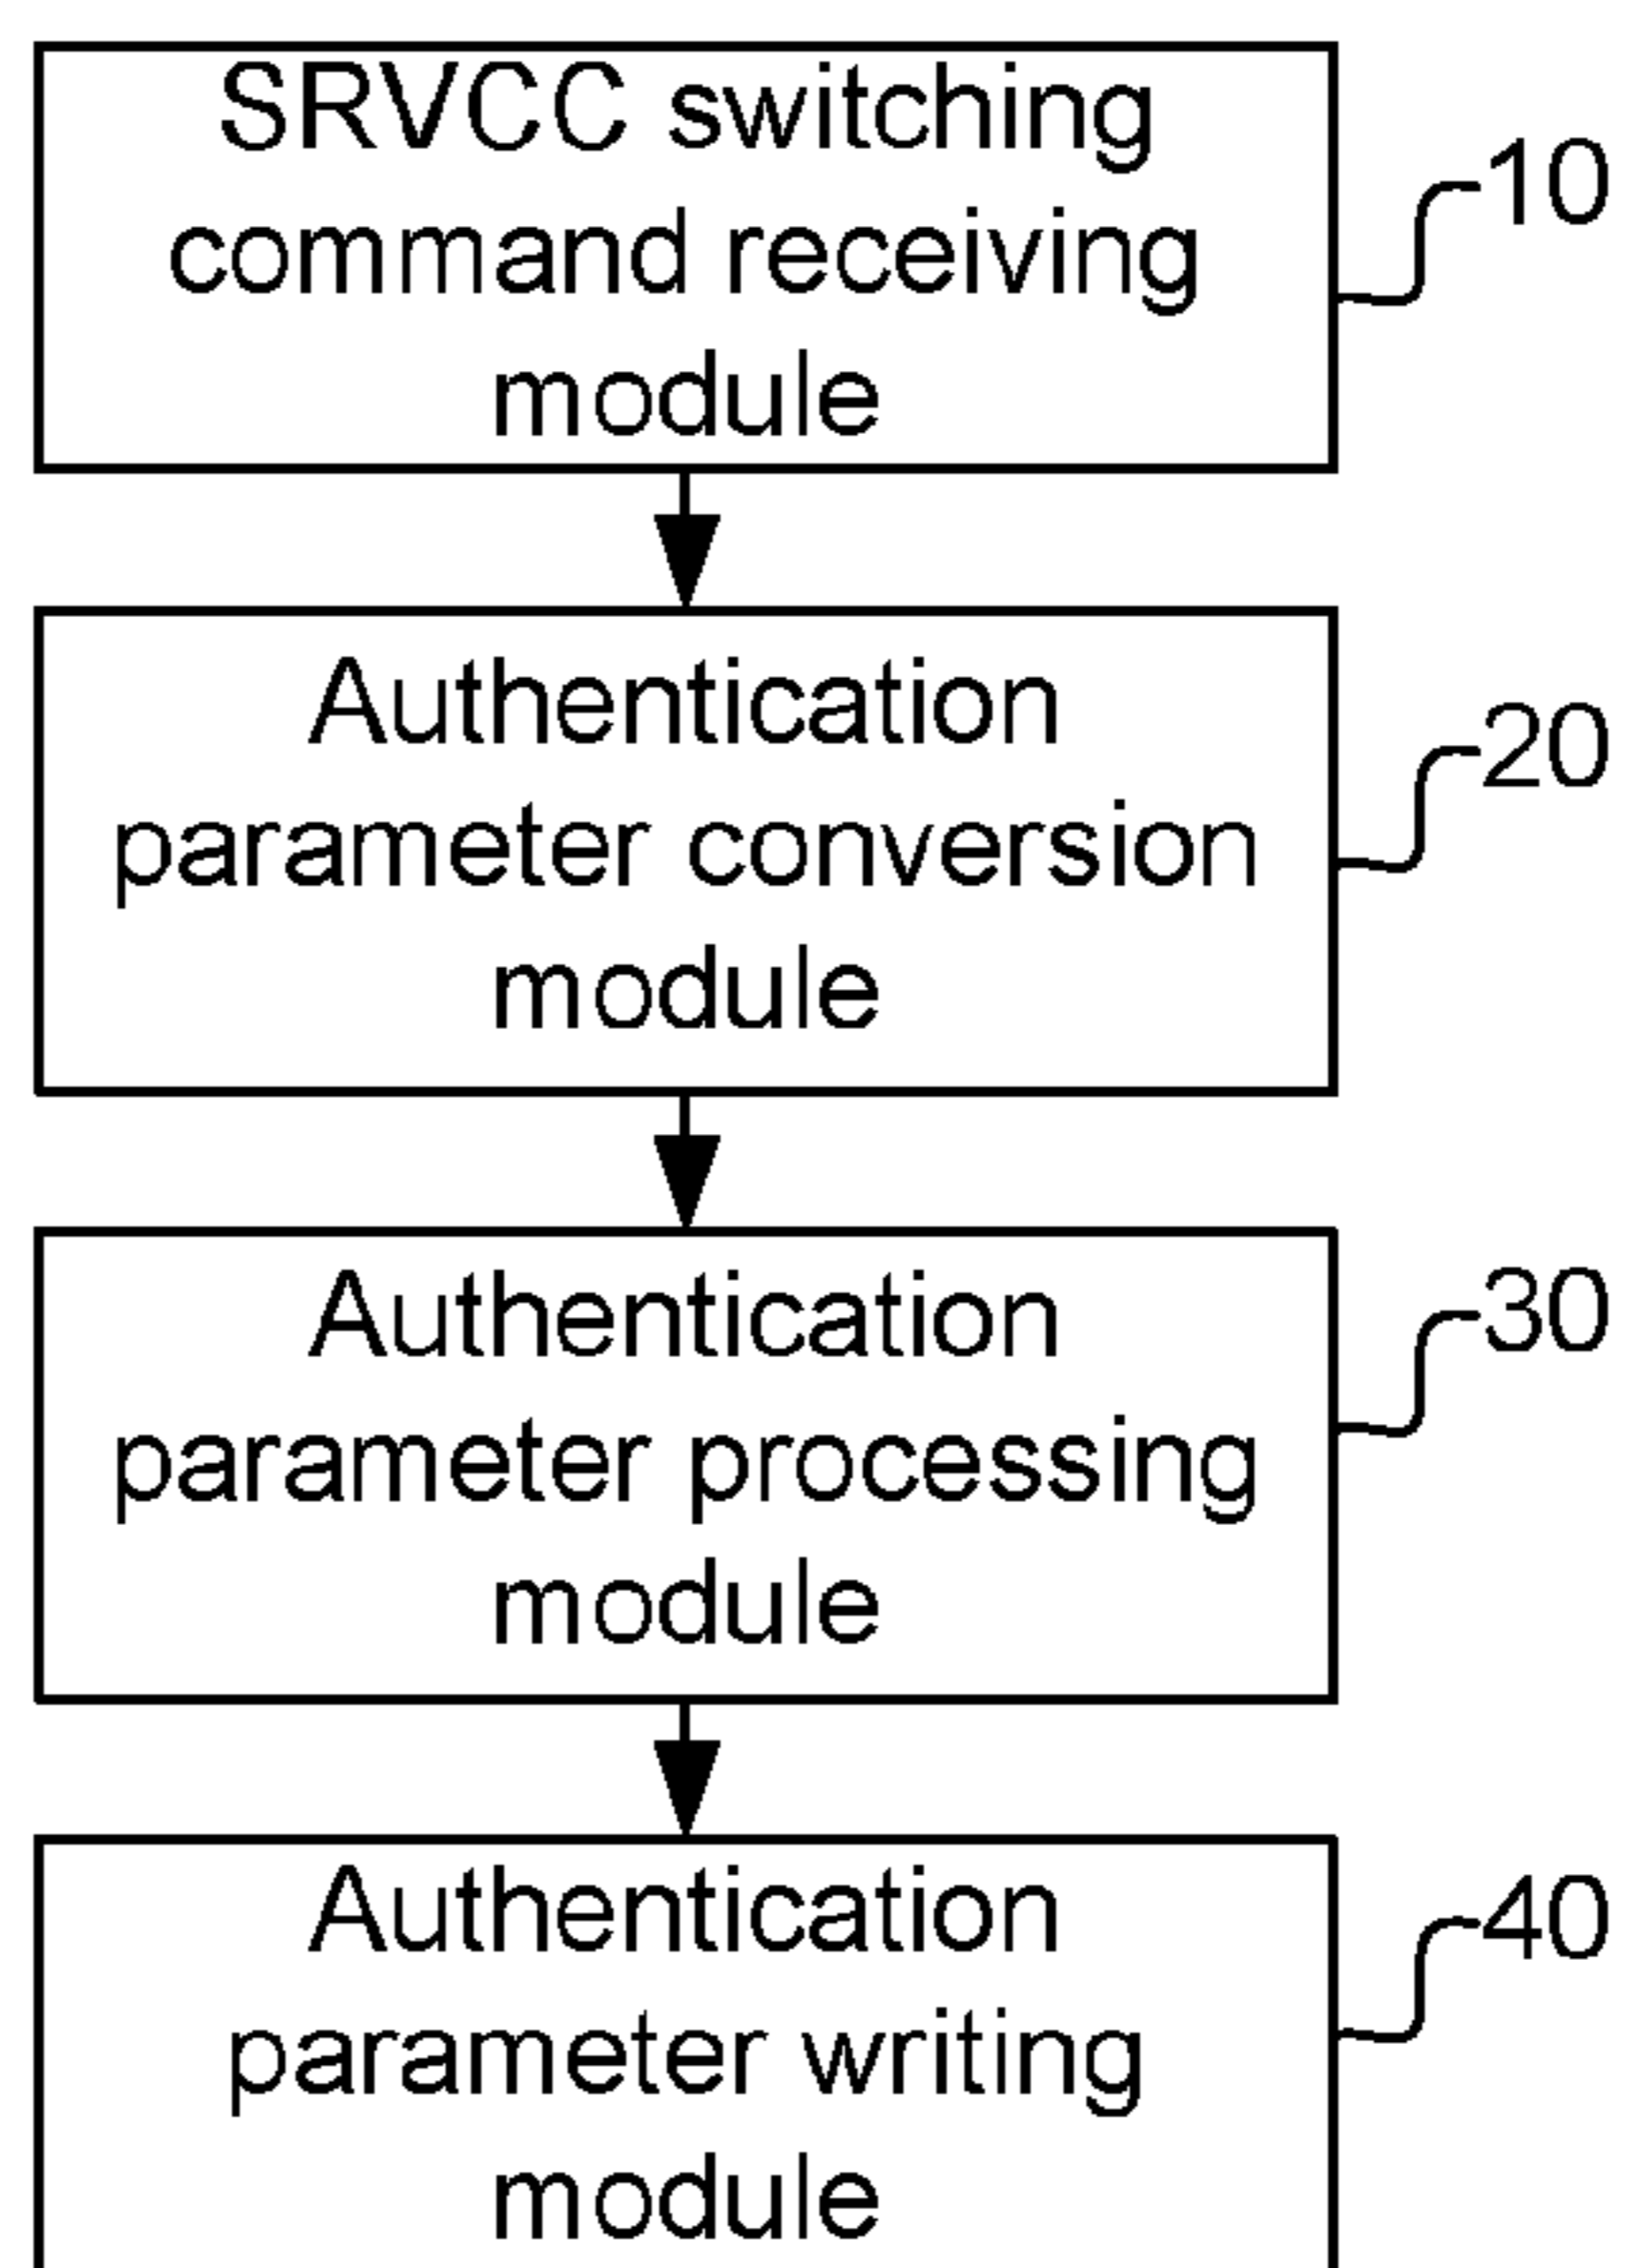 SRVCC switching
command receiving
module
10
Authentication
parameter conversion
module
20
Authentication
parameter processing
module
30
Authentication
parameter writing
module
40